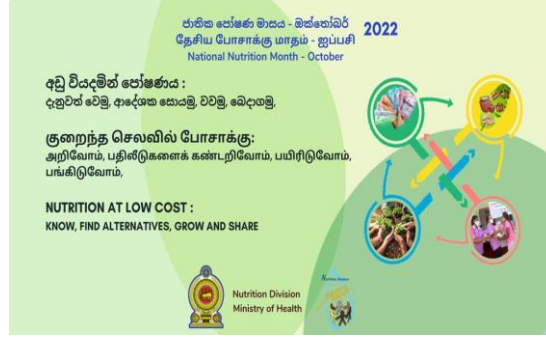 ජාතික පෝෂණ මාසය - ඔක්තෝබර්
தேசிய போசாக்கு மாதம் - ஐப்பசி
National Nutrition Month - October
2022
අඩු වියදමින් පෝෂණය :
දැනුවත් වෙමු, ආදේශක සොයමු, වවමු, බෙදාගමු,
குறைந்த செலவில் போசாக்கு:
அறிவோம், பதிலீடுகளைக் கண்டறிவோம், பயிரிடுவோம்,
பங்கிடுவோம்,
NUTRITION AT LOW COST :
KNOW, FIND ALTERNATIVES, GROW AND SHARE
Nutrition Division
Ministry of Health